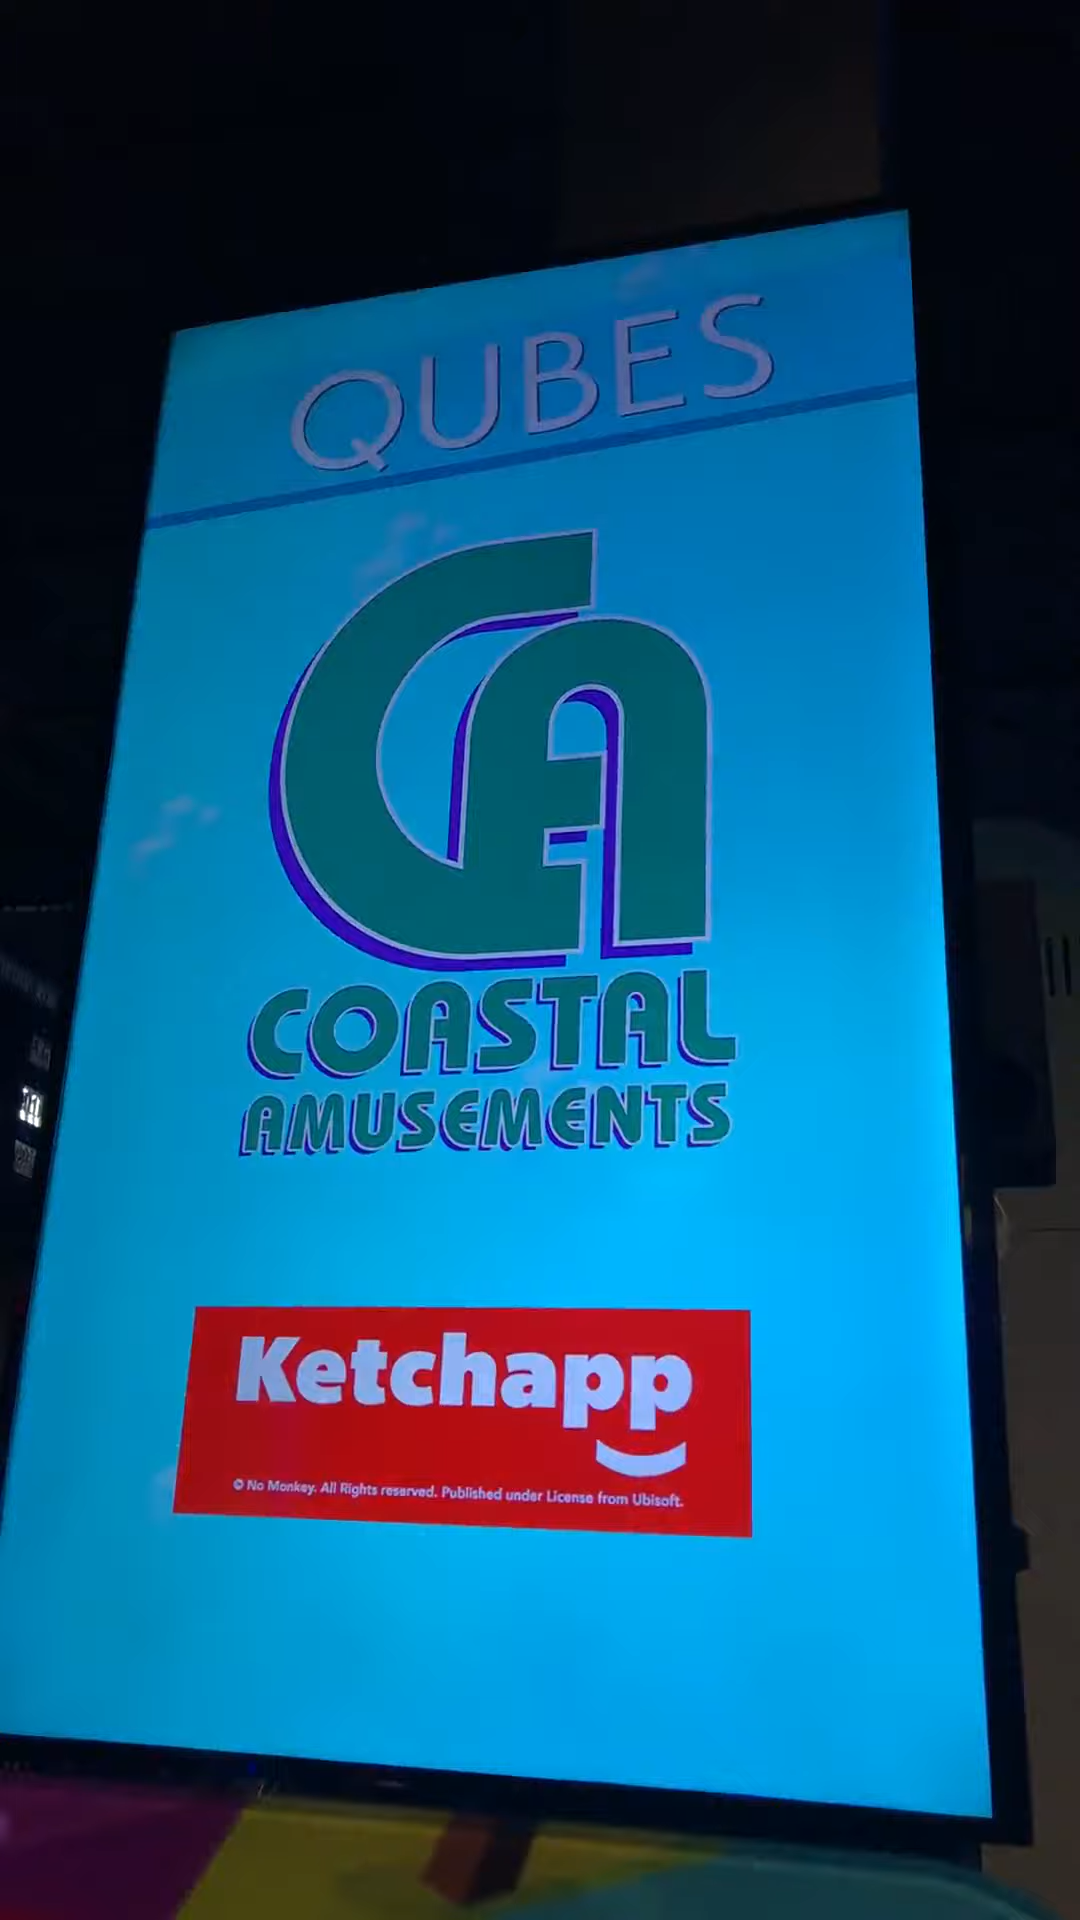 QUBES
CA
COASTAL
AMUSEMENTS
Ketchapp
© No Monkey. All Rights reserved. Published under License from Ubisoft.